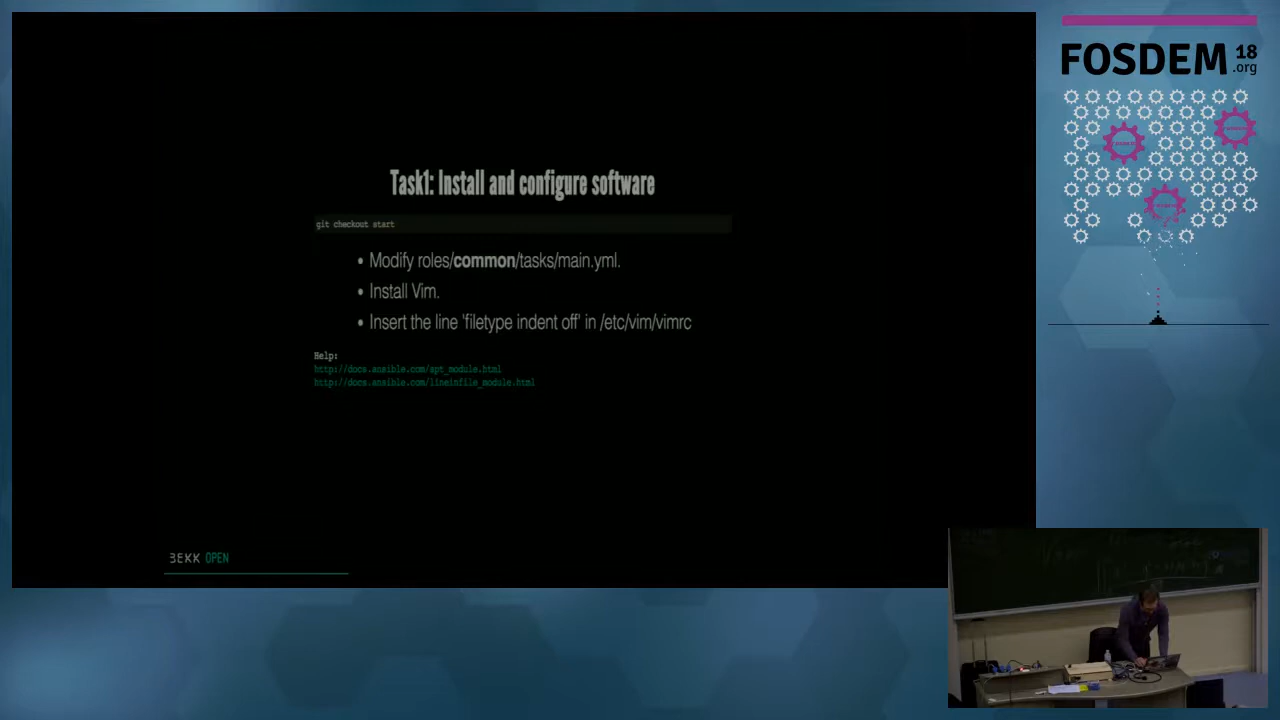 Task1: Install and configure software
git checkout start
• Modify roles/common/tasks/main.yml.
• Install Vim.
• Insert the line 'filetype indent off' in /etc/vim/vimrc
Help:
http://docs.ansible.com/apt_module.html
http://docs.ansible.com/lineinfile_module.html
BEKK OPEN
FOSDEM 18
.org